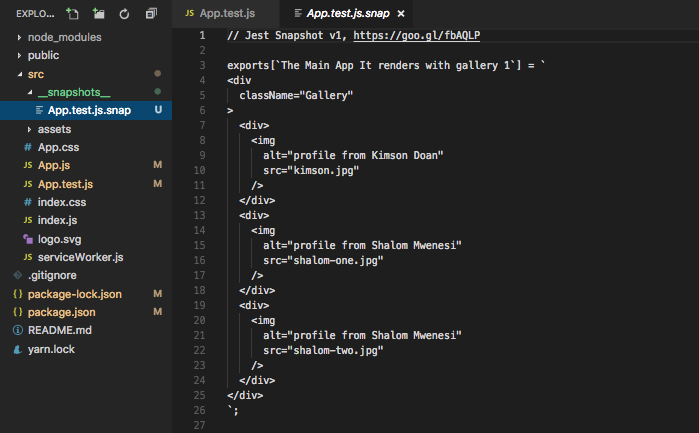 EXPLO...
node_modules
public
src
__snapshots__
App.test.js.snap U
assets
# App.css
JS App.js M
JS App.test.js M
# index.css
JS index.js
logo.svg
JS serviceWorker.js
.gitignore
{} package-lock.json M
{} package.json M
README.md
yarn.lock
JS App.test.js
App.test.js.snap ×
1 // Jest Snapshot v1, https://goo.gl/fbAQLP
2
3 exports[`The Main App It renders with gallery 1`] = `
4 <div
5   className="Gallery"
6 >
7   <div>
8     <img
9       alt="profile from Kimson Doan"
10       src="kimson.jpg"
11     />
12   </div>
13   <div>
14     <img
15       alt="profile from Shalom Mwenesi"
16       src="shalom-one.jpg"
17     />
18   </div>
19   <div>
20     <img
21       alt="profile from Shalom Mwenesi"
22       src="shalom-two.jpg"
23     />
24   </div>
25 </div>
26 `;
27